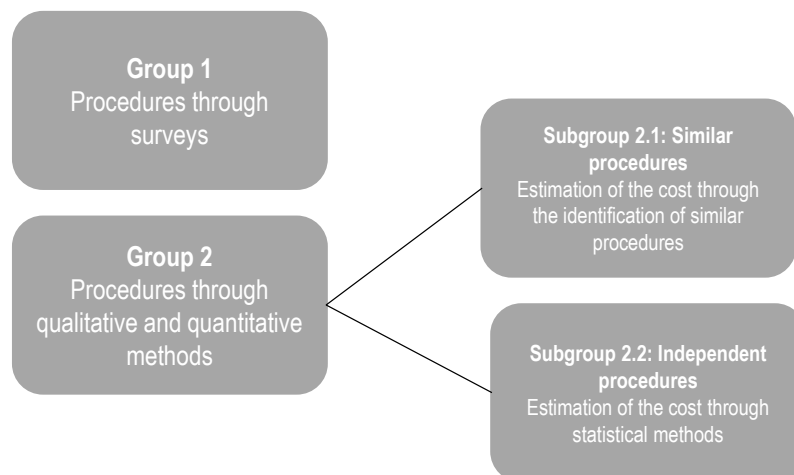 Group 1
Procedures through
surveys
Group 2
Procedures through
qualitative and quantitative
methods
Subgroup 2.1: Similar
procedures
Estimation of the cost through
the identification of similar
procedures
Subgroup 2.2: Independent
procedures
Estimation of the cost through
statistical methods